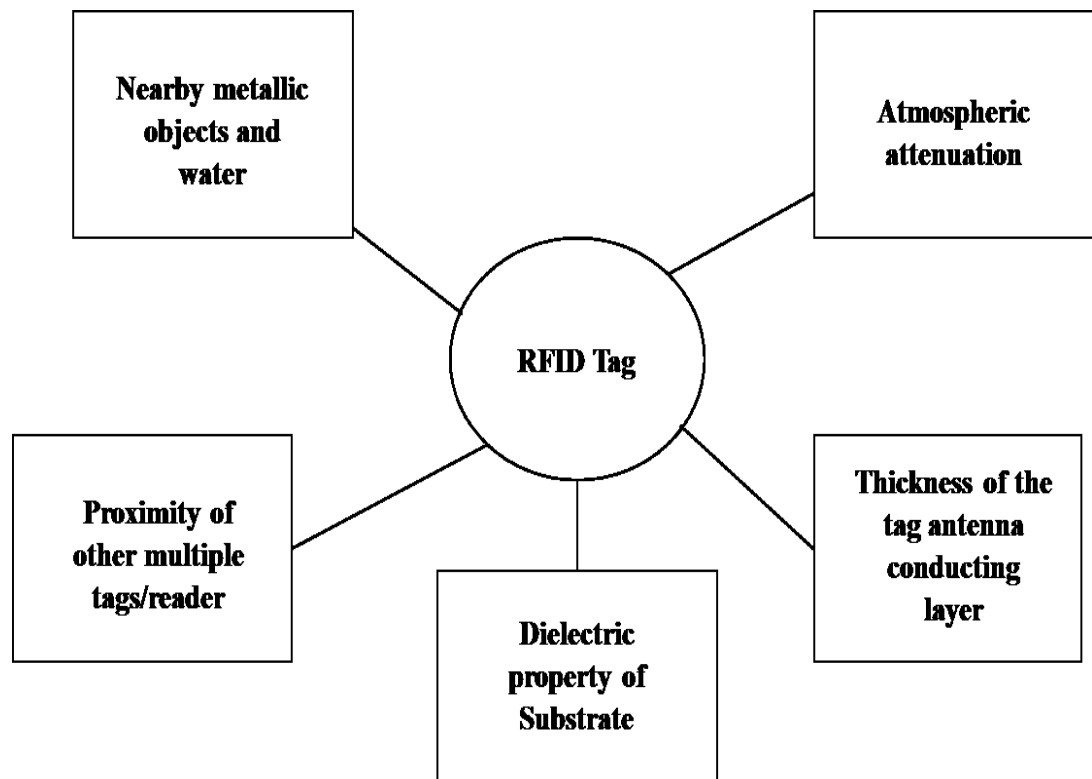 Nearby metallic
objects and
water
Atmospheric
attenuation
RFID Tag
Proximity of
other multiple
tags/reader
Thickness of the
tag antenna
conducting
layer
Dielectric
property of
Substrate